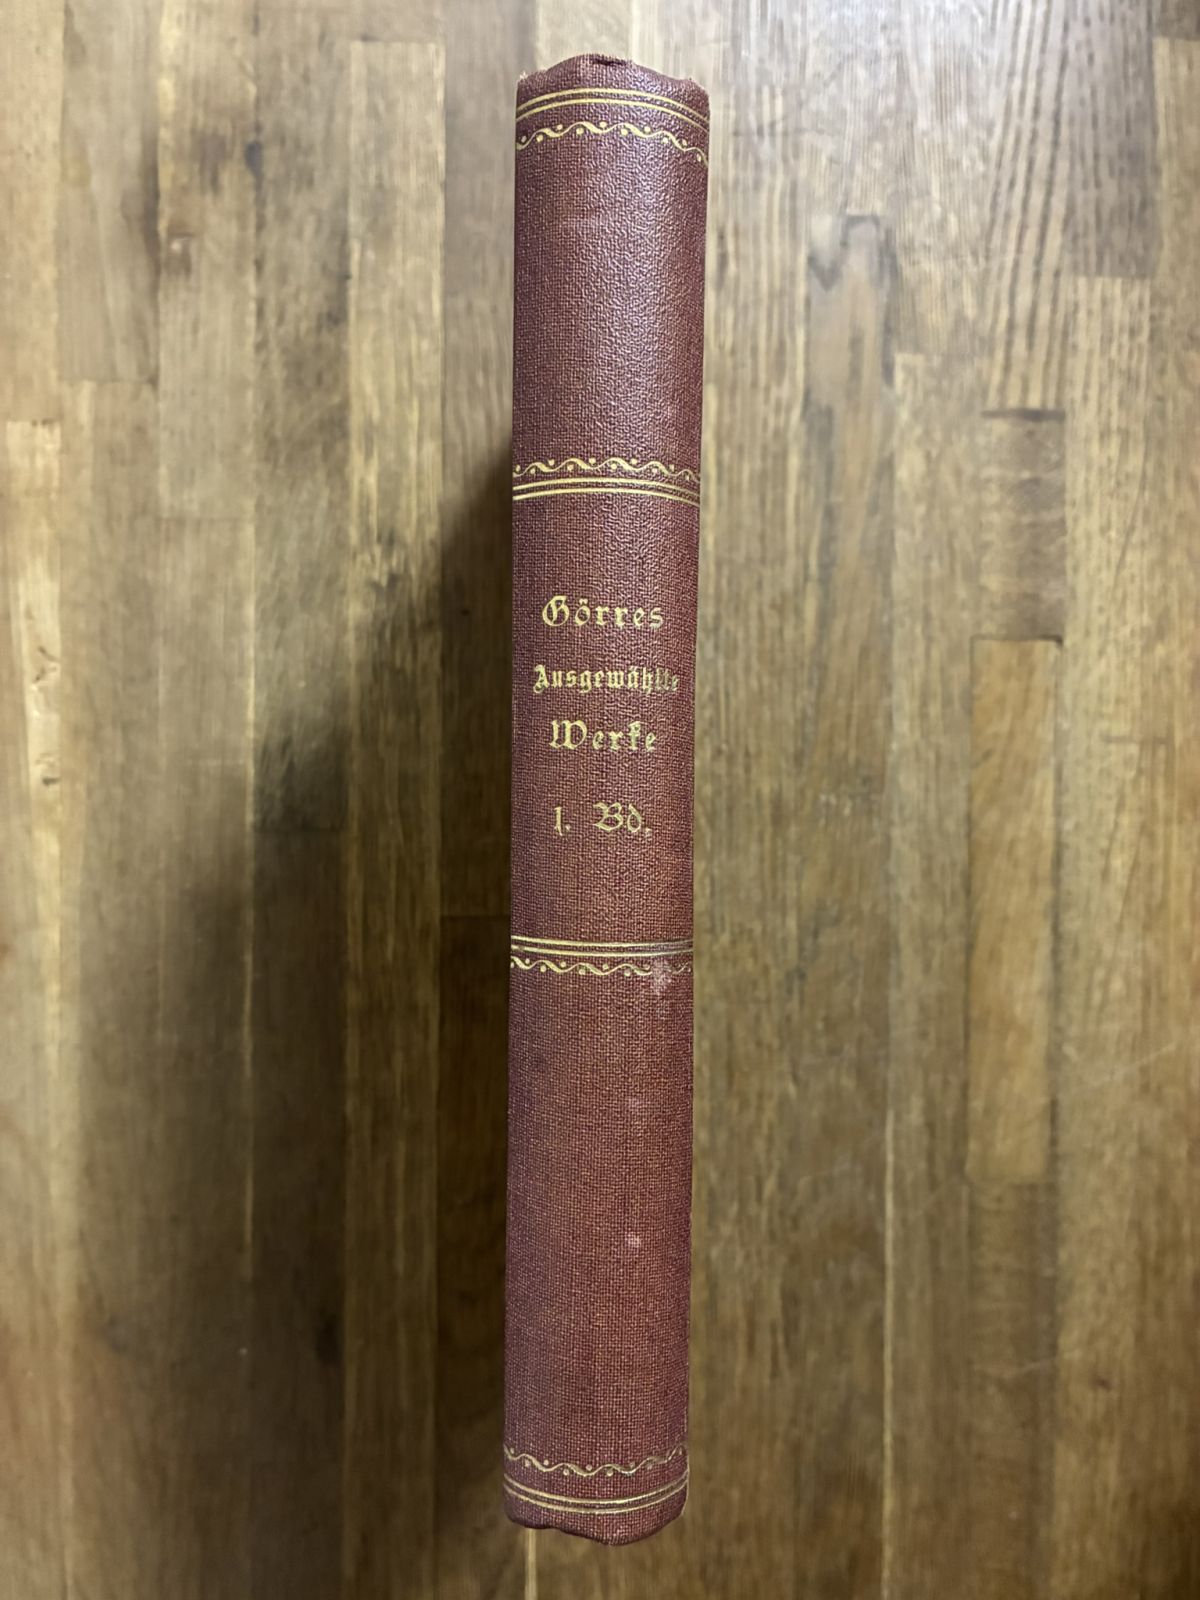 Görres
Ausgewählte
Werke
1. Bd.